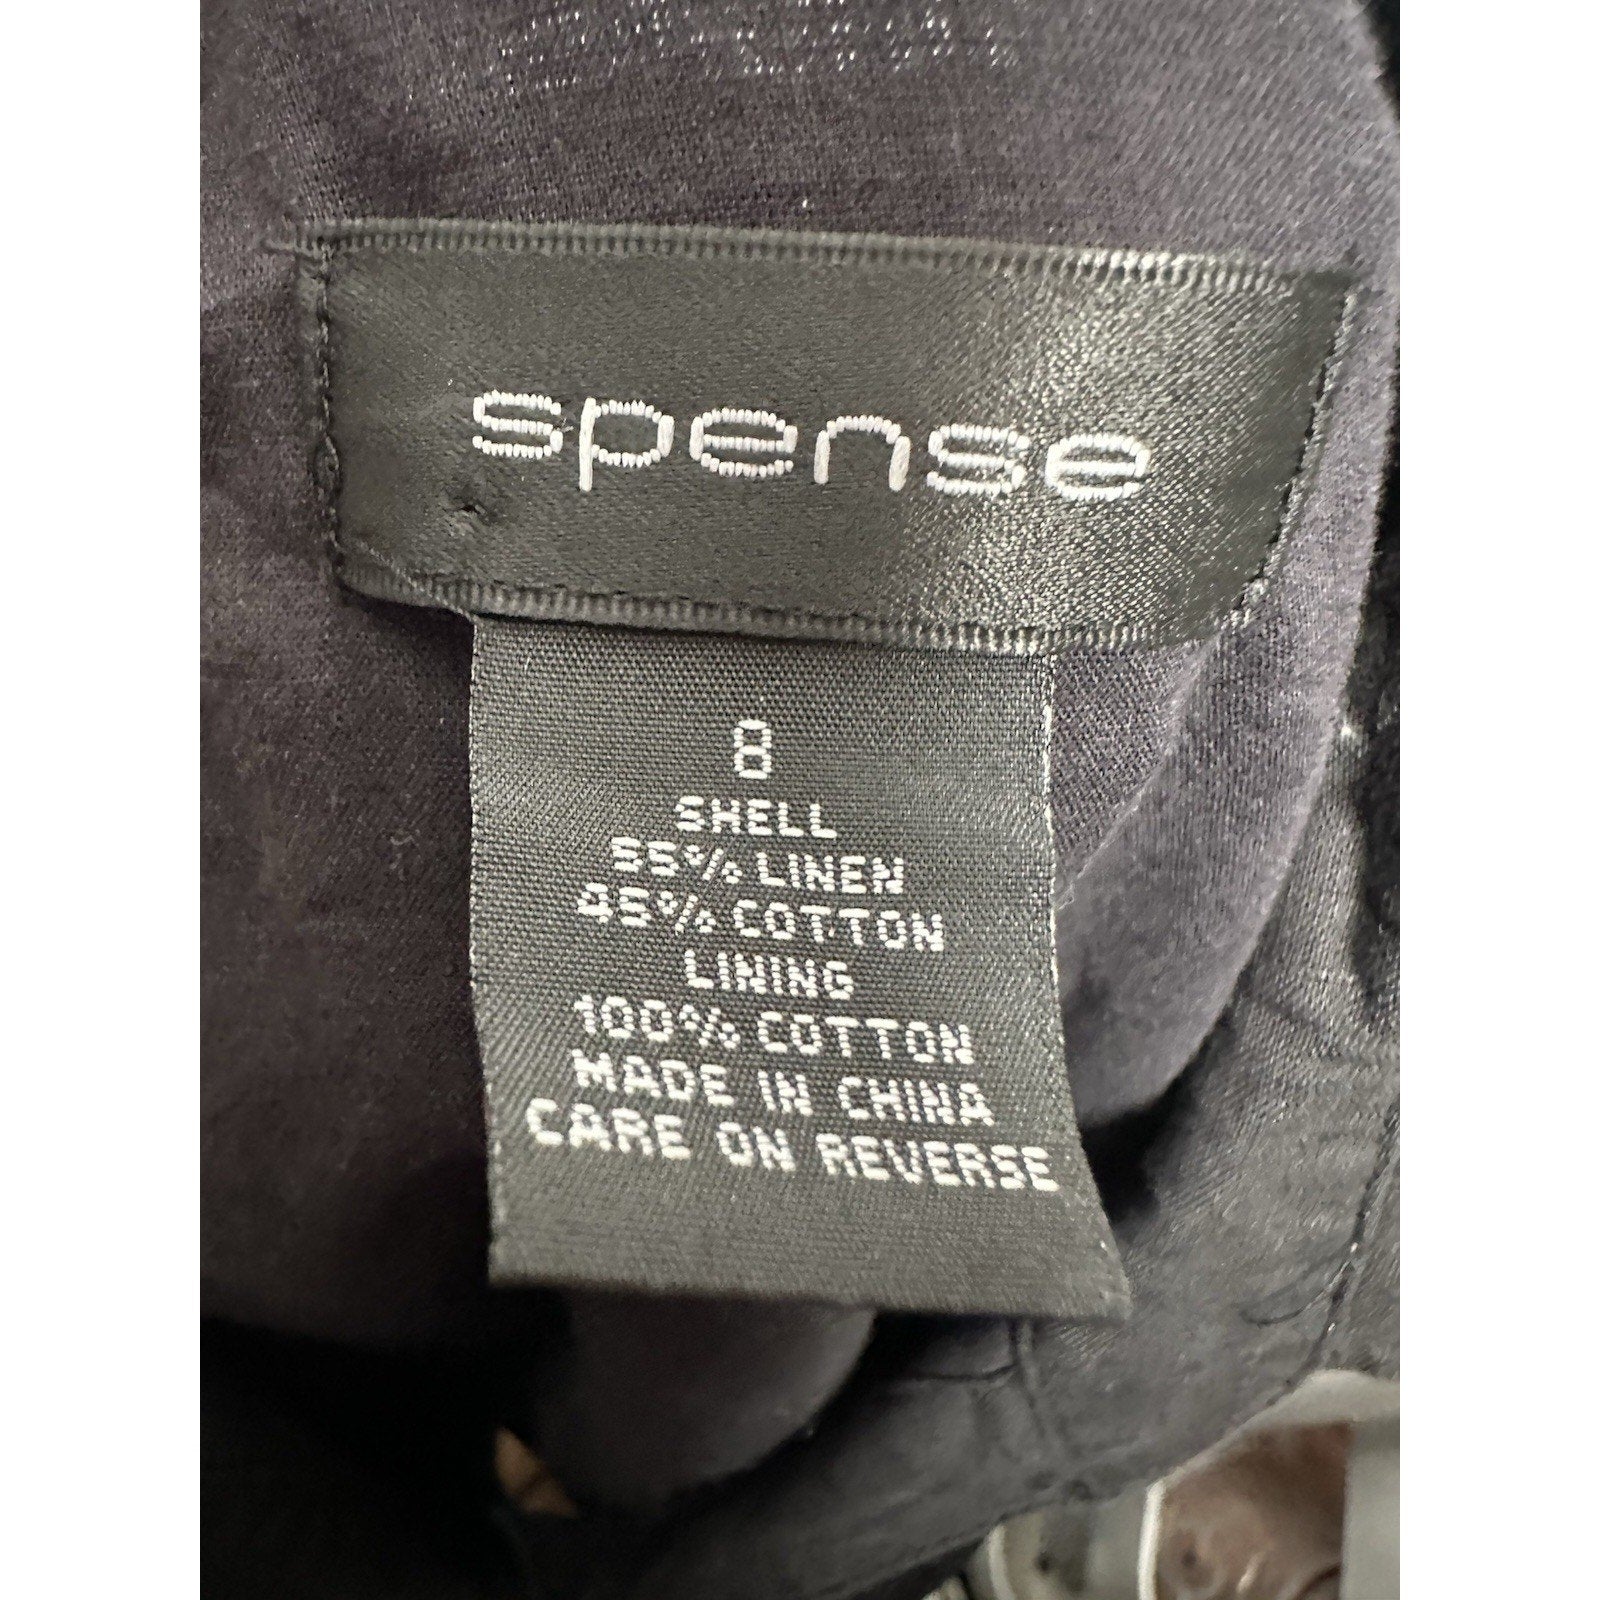 spense
8
SHELL
55% LINEN
45% COTTON
LINING
100% COTTON
MADE IN CHINA
CARE ON REVERSE